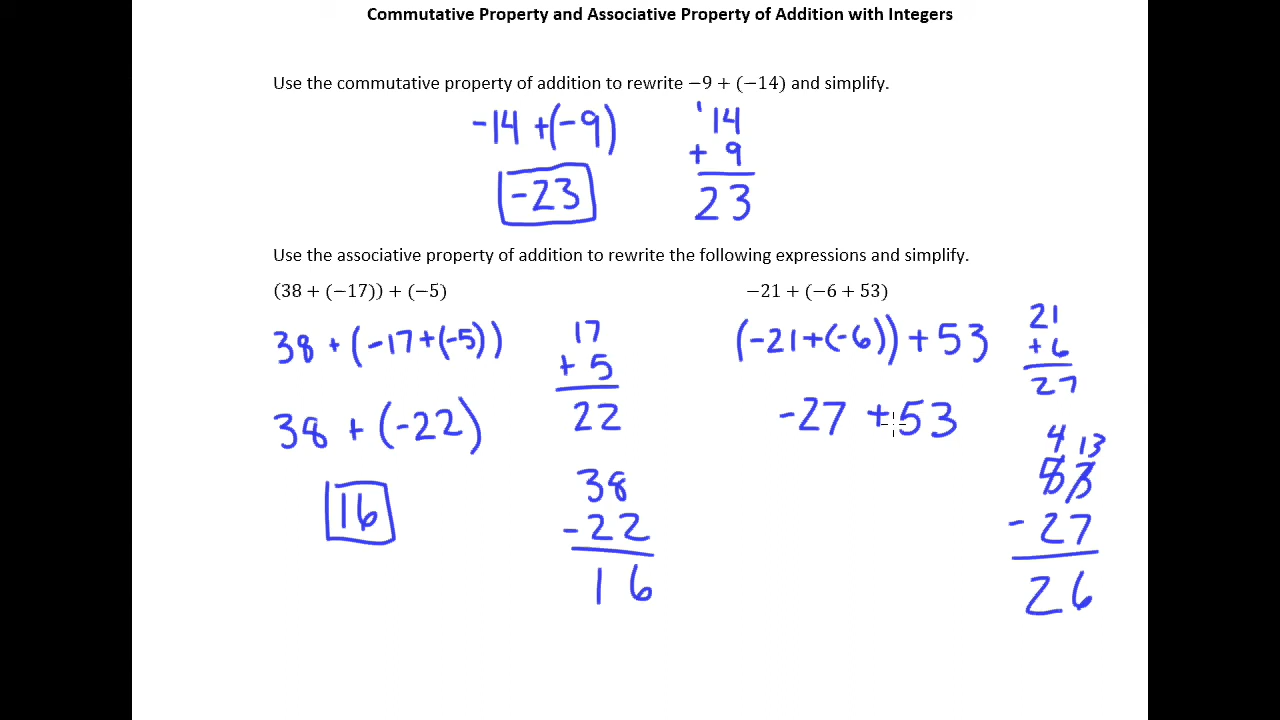 Commutative Property and Associative Property of Addition with Integers
Use the commutative property of addition to rewrite −9 + (−14) and simplify.
-14 +(-9)
-23
1
14
+ 9
23
Use the associative property of addition to rewrite the following expressions and simplify.
(38 + (−17)) + (−5)
38 + (-17+(-5))
38 + (-22)
16
17
+ 5
22
38
-22
16
−21 + (−6 + 53)
(-21+(-6)) + 53
-27 + 53
21
+ 6
27
4 13
53
- 27
26